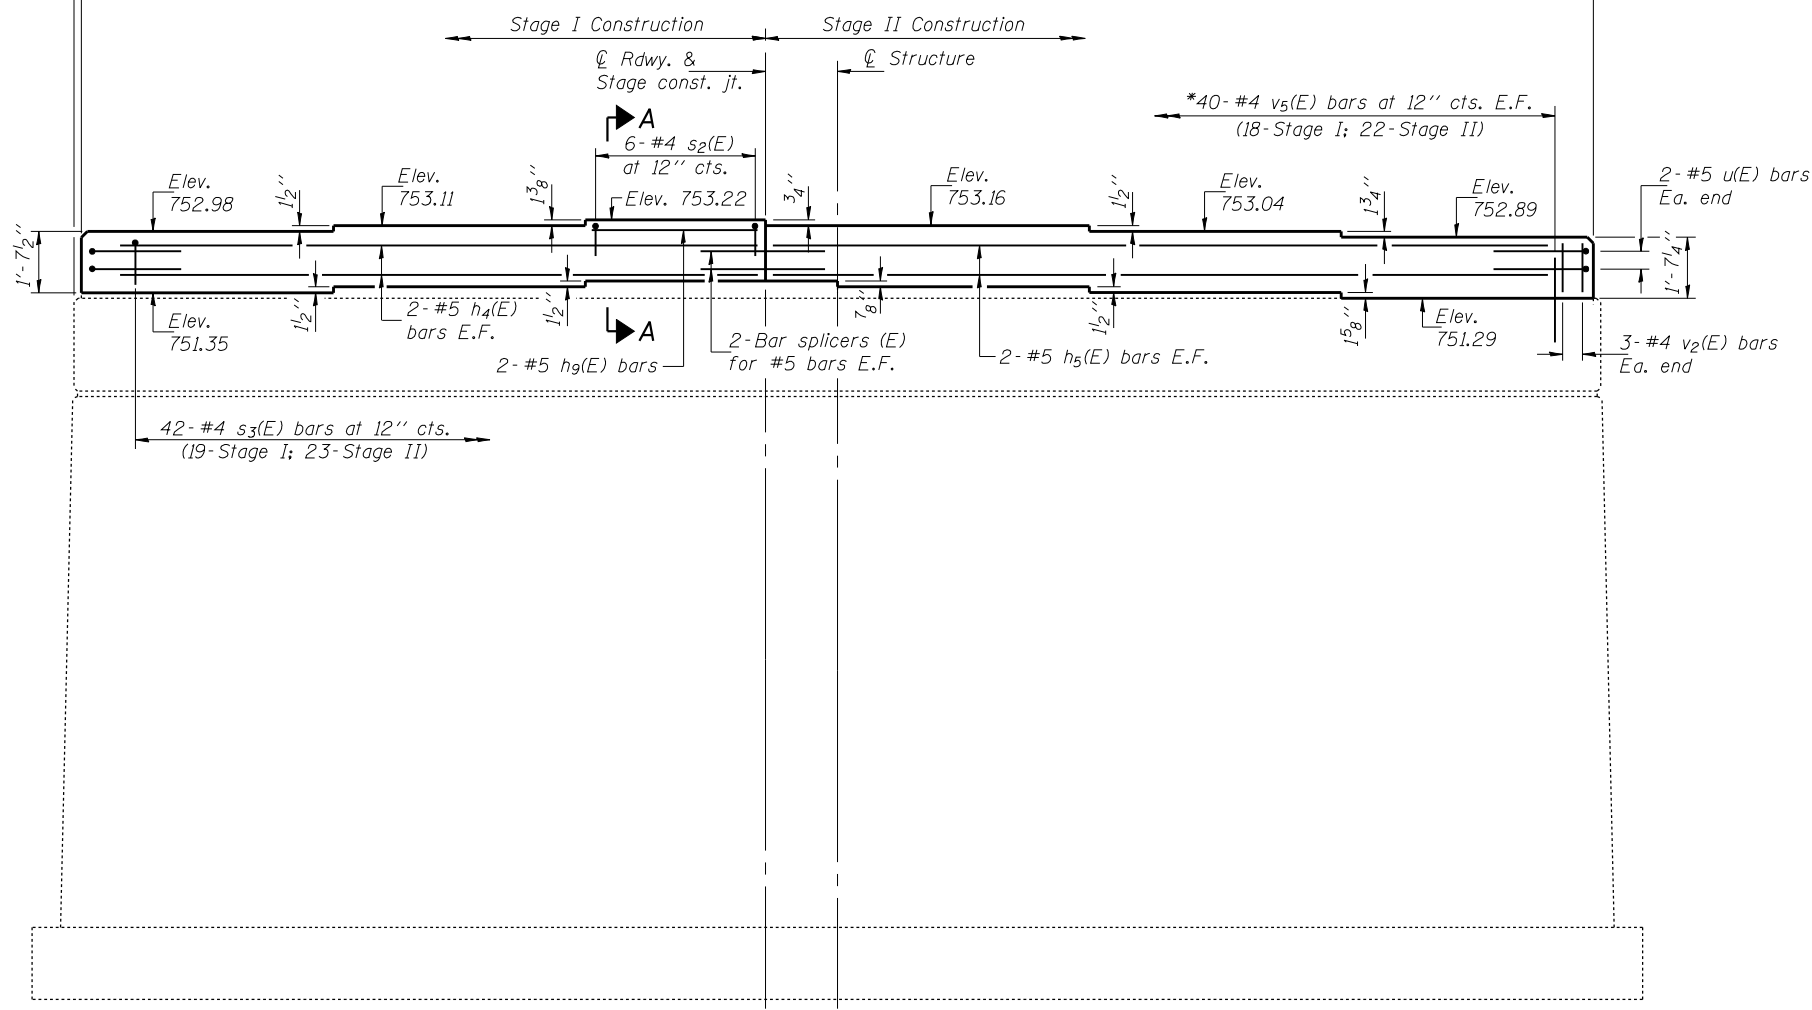 Stage I Construction
Stage II Construction
℄ Rdwy. &
Stage const. jt.
℄ Structure
*40-#4 v5(E) bars at 12″ cts. E.F.
(18-Stage I; 22-Stage II)
A
6-#4 s2(E)
at 12″ cts.
Elev.
752.98
1½″
Elev.
753.11
1⅜″
Elev. 753.22
¾″
Elev.
753.16
1½″
Elev.
753.04
1¾″
Elev.
752.89
2-#5 u(E) bars
Ea. end
1′-7½″
1′-7¼″
Elev.
751.35
1½″
2-#5 h4(E)
bars E.F.
1½″
A
2-#5 h9(E) bars
2-Bar splicers (E)
for #5 bars E.F.
⅞″
2-#5 h5(E) bars E.F.
1½″
1⅝″
Elev.
751.29
3-#4 v2(E) bars
Ea. end
42-#4 s3(E) bars at 12″ cts.
(19-Stage I; 23-Stage II)